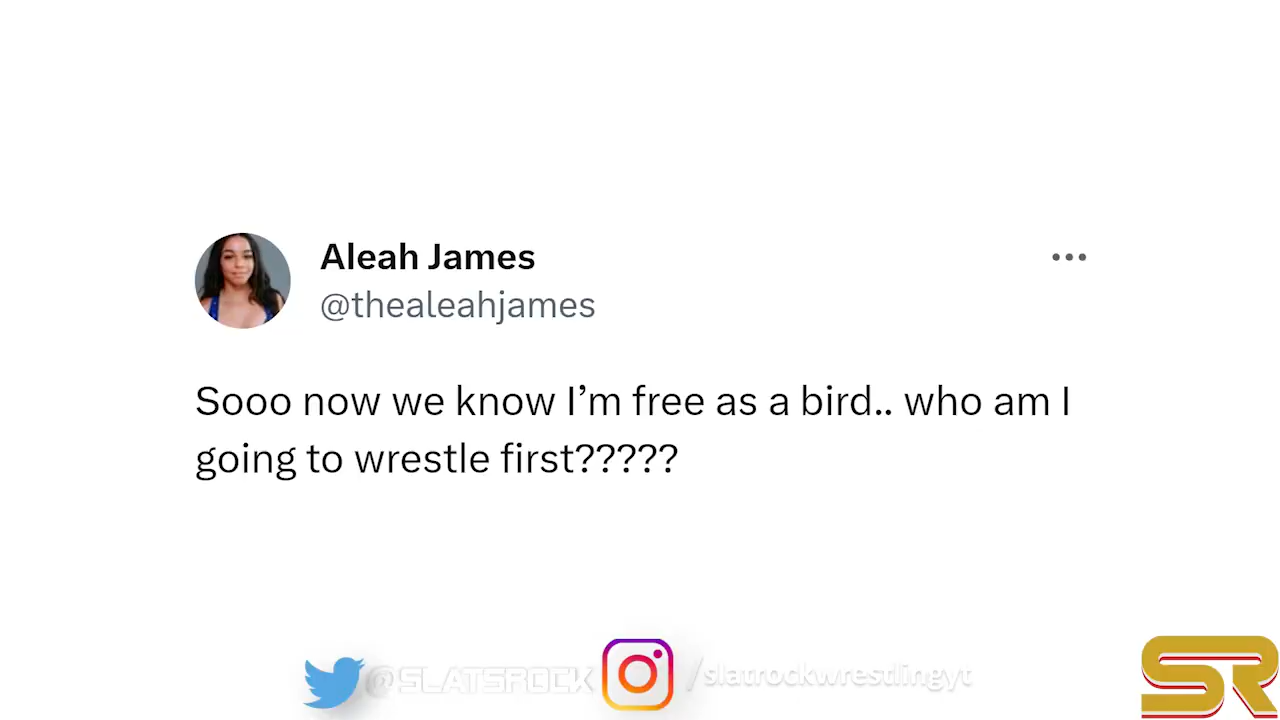 Aleah James
@thealeahjames
Sooo now we know I’m free as a bird.. who am I
going to wrestle first?????
@SLATSROCK
/slatrockwrestlingyt
SR